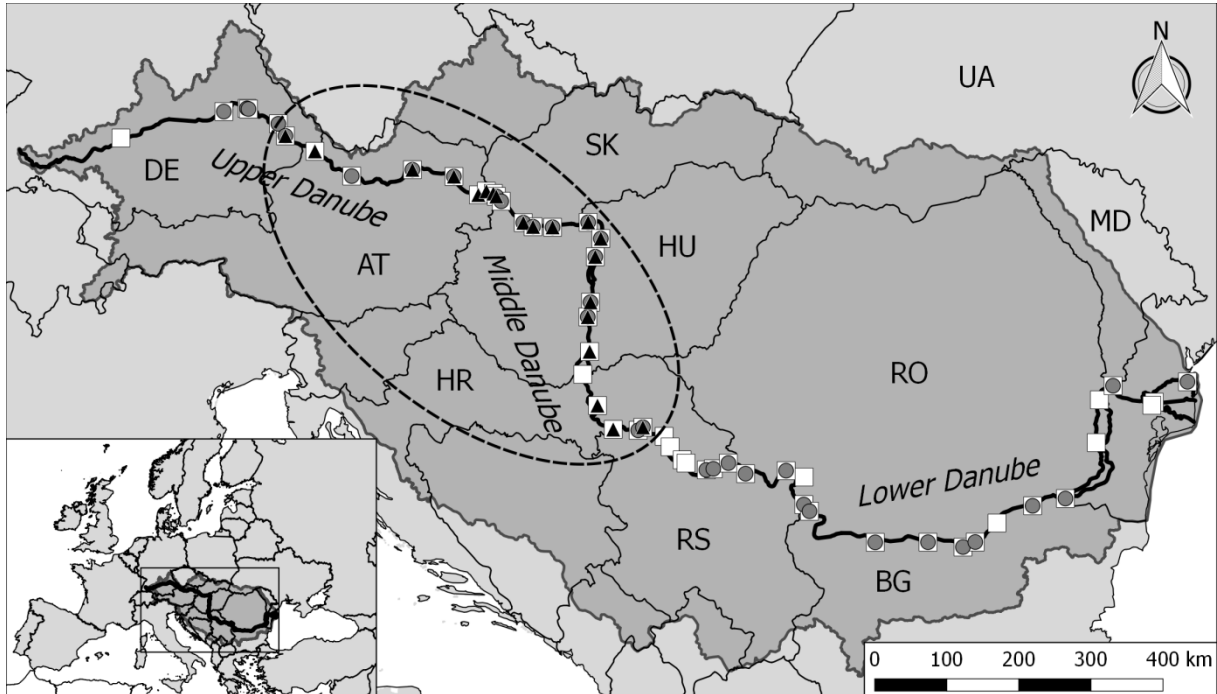 N
UA
SK
DE
Upper Danube
MD
HU
AT
Middle Danube
HR
RO
Lower Danube
RS
BG
0 100 200 300 400 km